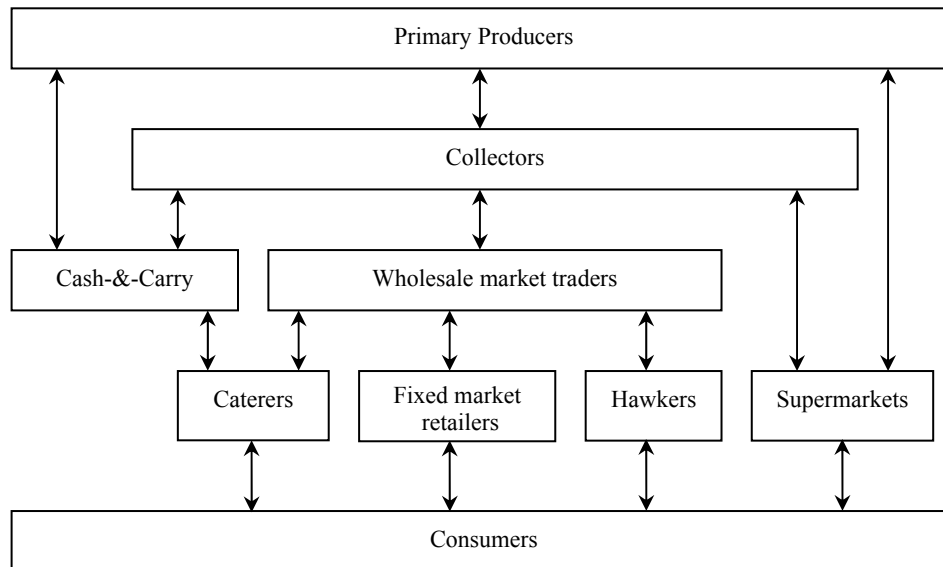 Primary Producers
Collectors
Cash-&-Carry
Wholesale market traders
Caterers
Fixed market
retailers
Hawkers
Supermarkets
Consumers